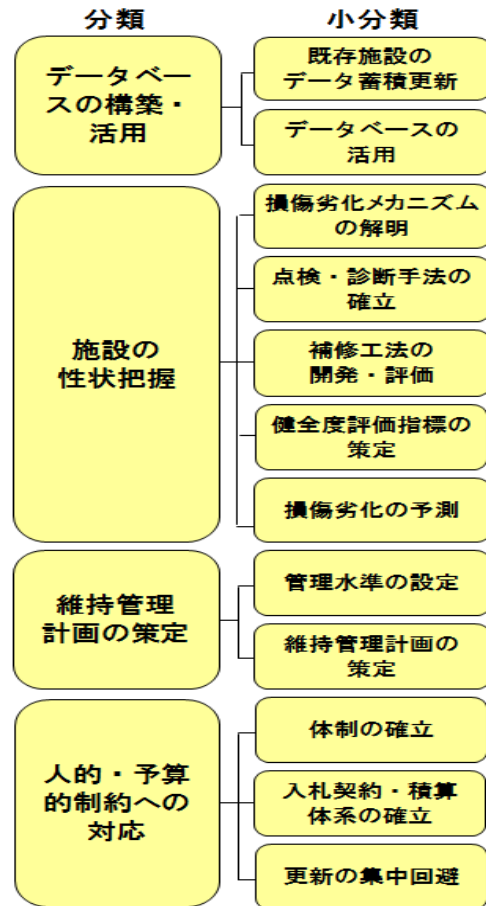 分類
小分類
データベー
スの構築・
活用
既存施設の
データ蓄積更新
データベースの
活用
施設の
性状把握
損傷劣化メカニズム
の解明
点検・診断手法の
確立
補修工法の
開発・評価
健全度評価指標の
策定
損傷劣化の予測
維持管理
計画の策定
管理水準の設定
維持管理計画の
策定
人的・予算
的制約への
対応
体制の確立
入札契約・積算
体系の確立
更新の集中回避